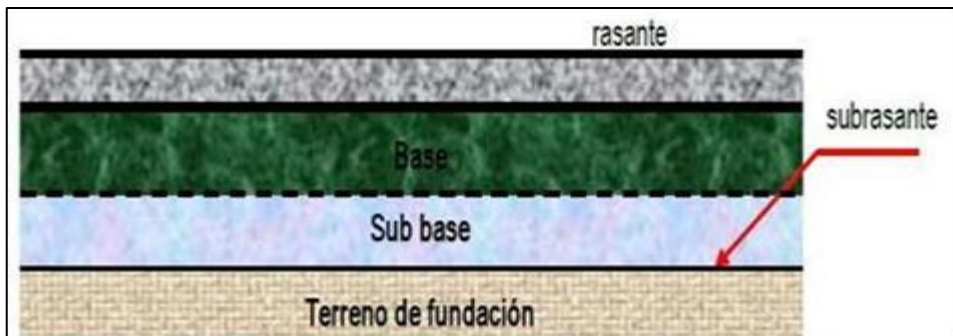 rasante
subrasante
Base
Sub base
Terreno de fundación